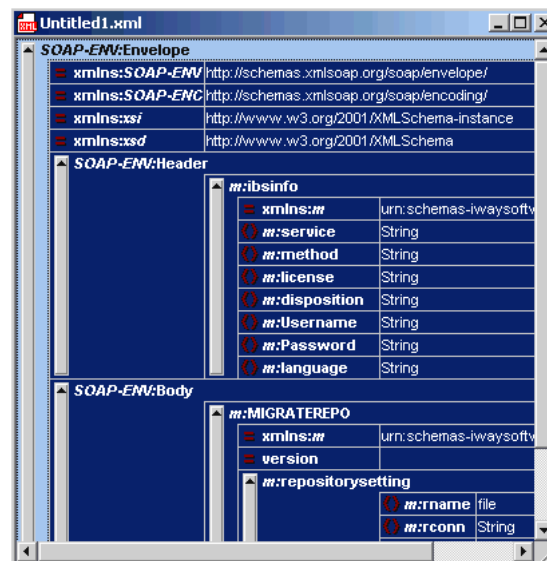 Untitled1.xml
SOAP-ENV:Envelope
xmlns:SOAP-ENV http://schemas.xmlsoap.org/soap/envelope/
xmlns:SOAP-ENC http://schemas.xmlsoap.org/soap/encoding/
xmlns:xsi http://www.w3.org/2001/XMLSchema-instance
xmlns:xsd http://www.w3.org/2001/XMLSchema
SOAP-ENV:Header
m:ibsinfo
xmlns:m urn:schemas-iwaysoftw
m:service String
m:method String
m:license String
m:disposition String
m:Username String
m:Password String
m:language String
SOAP-ENV:Body
m:MIGRATEREPO
xmlns:m urn:schemas-iwaysoftw
version
m:repositorysetting
m:rname file
m:rconn String